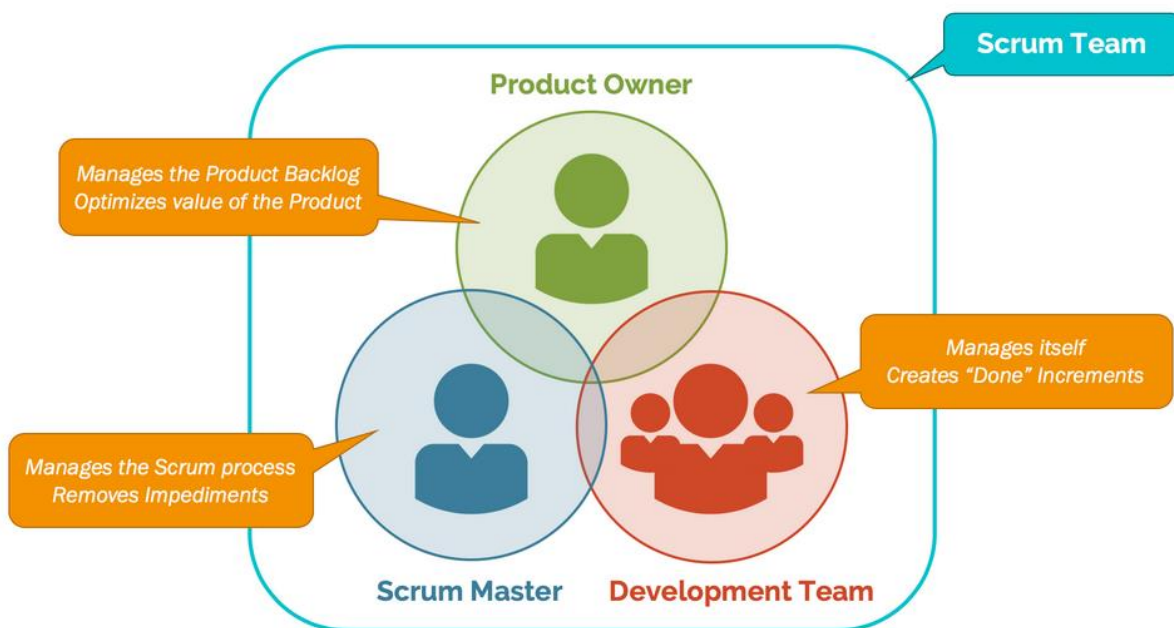 Scrum Team
Product Owner
Manages the Product Backlog
Optimizes value of the Product
Manages itself
Creates “Done” Increments
Manages the Scrum process
Removes Impediments
Scrum Master
Development Team